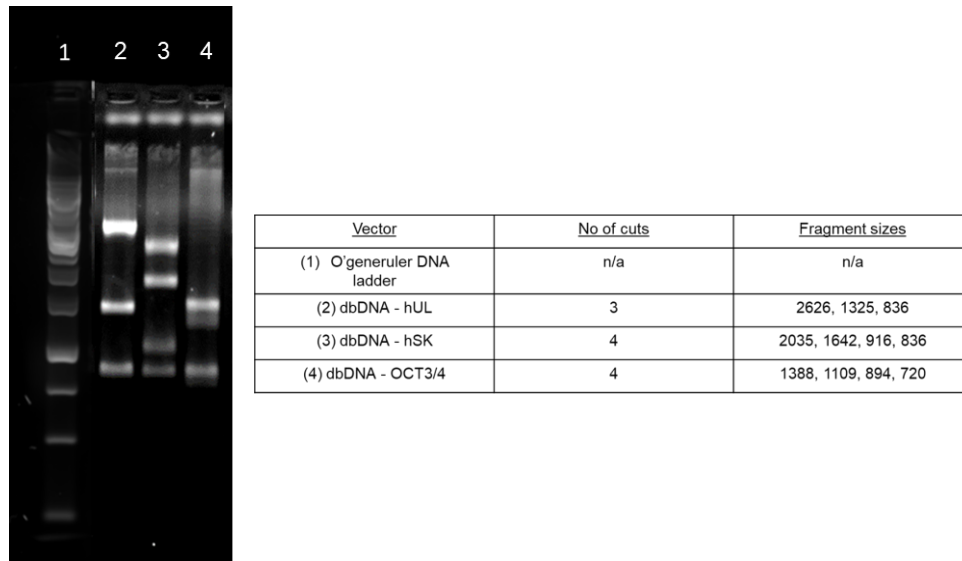 1 2 3 4
Vector No of cuts Fragment sizes
(1) O'generuler DNA
ladder n/a n/a
(2) dbDNA - hUL 3 2626, 1325, 836
(3) dbDNA - hSK 4 2035, 1642, 916, 836
(4) dbDNA - OCT3/4 4 1388, 1109, 894, 720